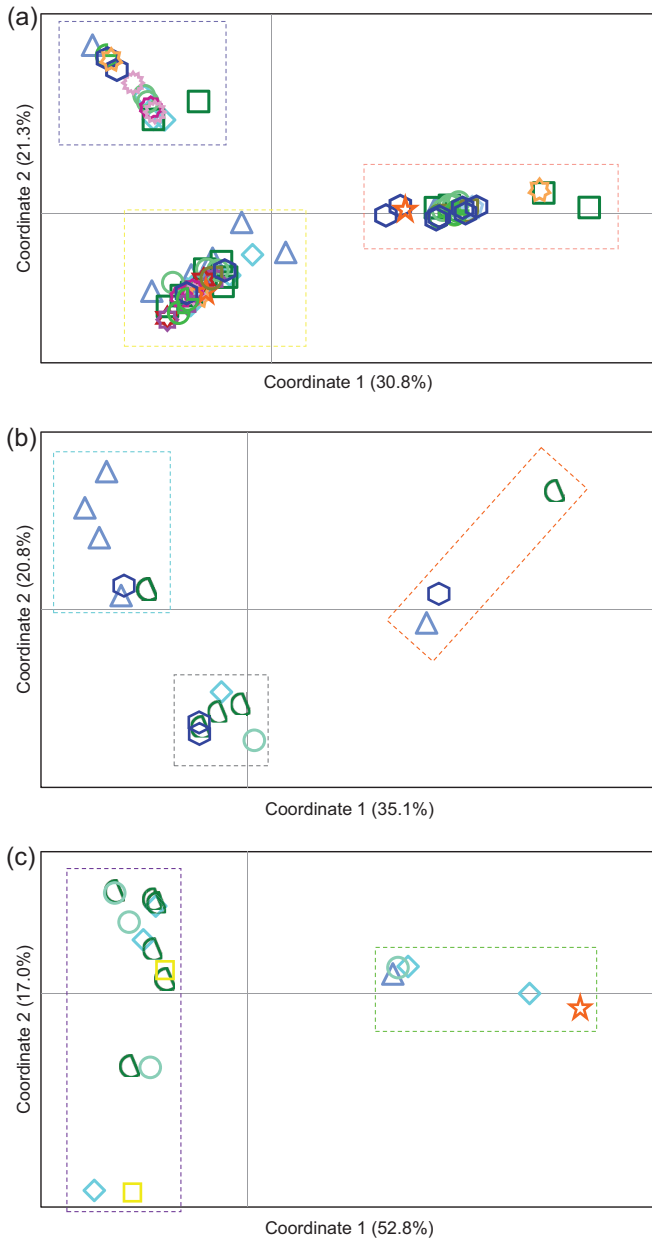 (a)
Coordinate 2 (21.3%)
Coordinate 1 (30.8%)
(b)
Coordinate 2 (20.8%)
Coordinate 1 (35.1%)
(c)
Coordinate 2 (17.0%)
Coordinate 1 (52.8%)